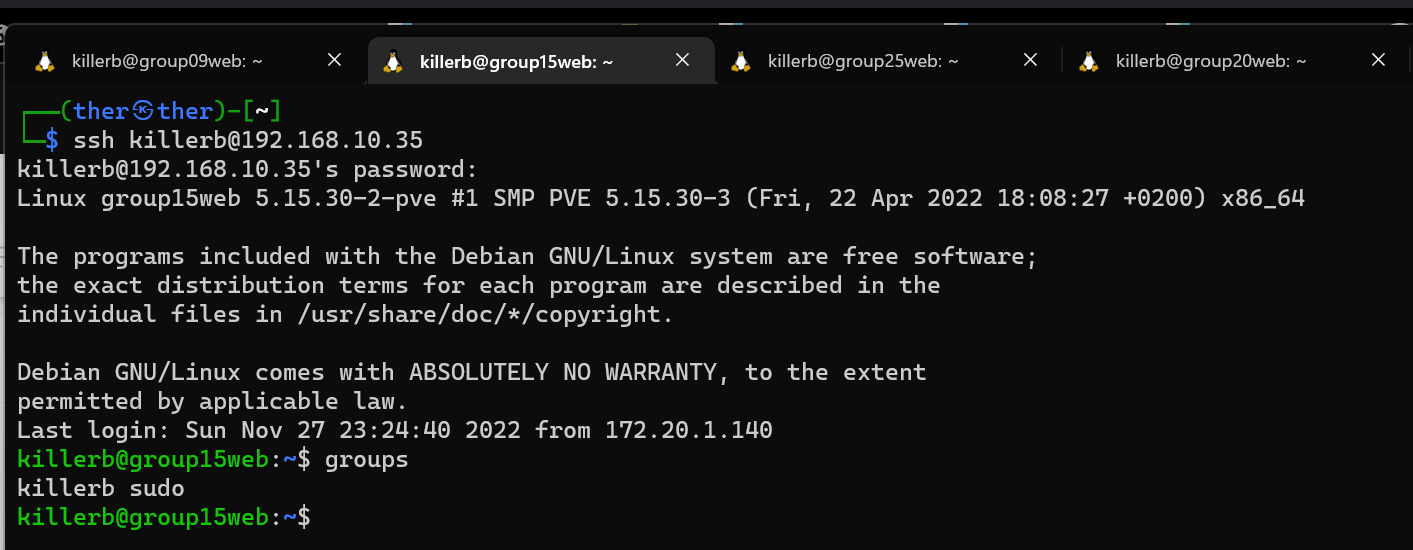 killerb@group09web: ~
killerb@group15web: ~
killerb@group25web: ~
killerb@group20web: ~
┌──(ther㉿ther)-[~]
└─$ ssh killerb@192.168.10.35
killerb@192.168.10.35's password:
Linux group15web 5.15.30-2-pve #1 SMP PVE 5.15.30-3 (Fri, 22 Apr 2022 18:08:27 +0200) x86_64
The programs included with the Debian GNU/Linux system are free software;
the exact distribution terms for each program are described in the
individual files in /usr/share/doc/*/copyright.
Debian GNU/Linux comes with ABSOLUTELY NO WARRANTY, to the extent
permitted by applicable law.
Last login: Sun Nov 27 23:24:40 2022 from 172.20.1.140
killerb@group15web:~$ groups
killerb sudo
killerb@group15web:~$